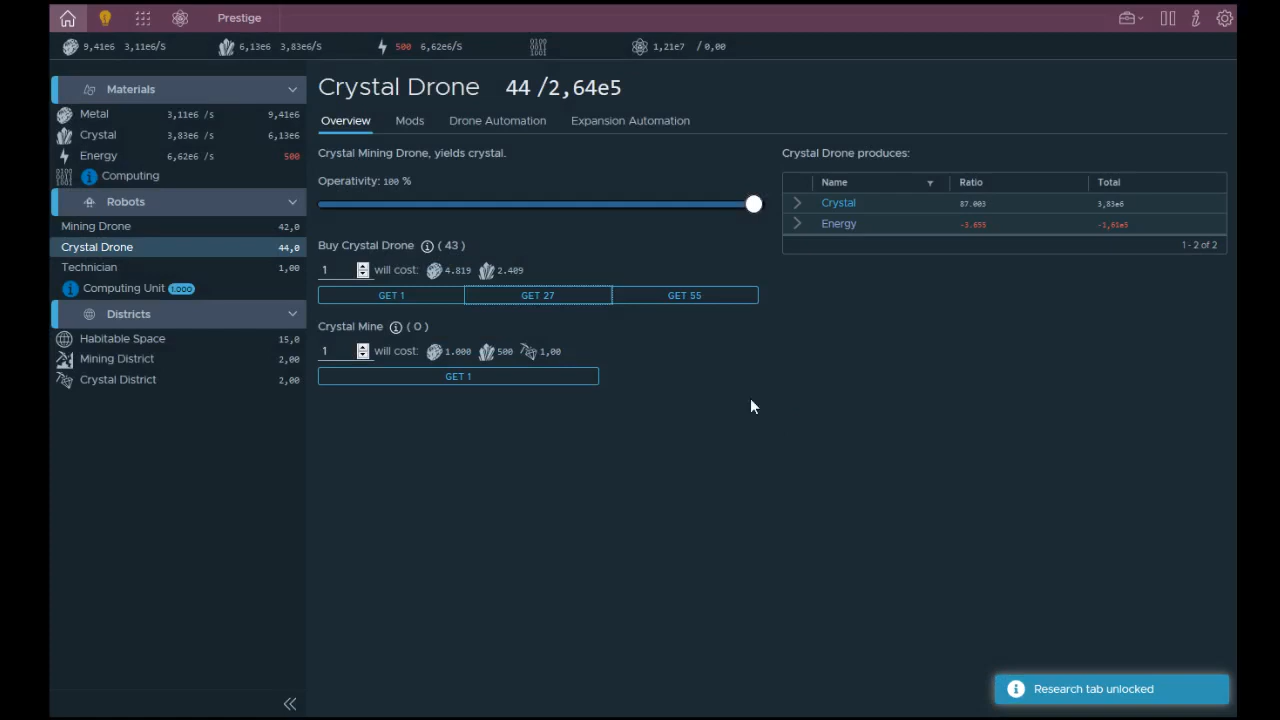 Prestige
9,41e6 3,11e6/S 6,13e6 3,83e6/S 500 6,62e6/S 1,21e7 / 0,00
Materials
Metal 3,11e6 /s 9,41e6
Crystal 3,83e6 /s 6,13e6
Energy 6,62e6 /s 500
Computing
Robots
Mining Drone 42,0
Crystal Drone 44,0
Technician 1,00
Computing Unit 1.000
Districts
Habitable Space 15,0
Mining District 2,00
Crystal District 2,00
Crystal Drone 44 /2,64e5
Overview Mods Drone Automation Expansion Automation
Crystal Mining Drone, yields crystal.
Operativity: 100 %
Buy Crystal Drone ( 43 )
1 will cost: 4.819 2.409
GET 1 GET 27 GET 55
Crystal Mine ( 0 )
1 will cost: 1.000 500 1,00
GET 1
Crystal Drone produces:
Name Ratio Total
Crystal 87.003 3,83e6
Energy -3.655 -1,61e5
1 - 2 of 2
Research tab unlocked